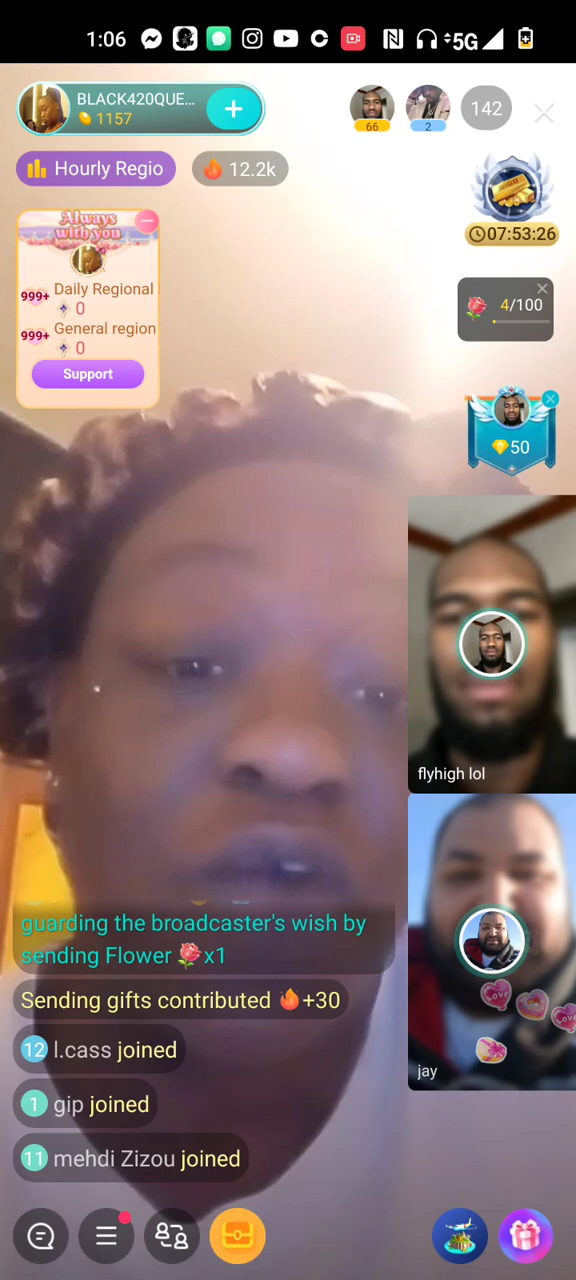 1:06
5G
BLACK420QUE...
1157
66
2
142
Hourly Regio
12.2k
07:53:26
Always
with you
999+ Daily Regional
0
999+ General region
0
Support
4/100
50
flyhigh lol
guarding the broadcaster's wish by
sending Flower 🌹x1
Sending gifts contributed 🔥+30
12 l.cass joined
1 gip joined
11 mehdi Zizou joined
LOVE
LOVE
jay